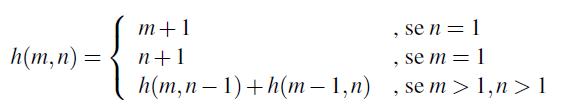 m+1 , se n = 1
h(m,n) = { n+1 , se m = 1
h(m,n−1)+h(m−1,n) , se m > 1,n > 1